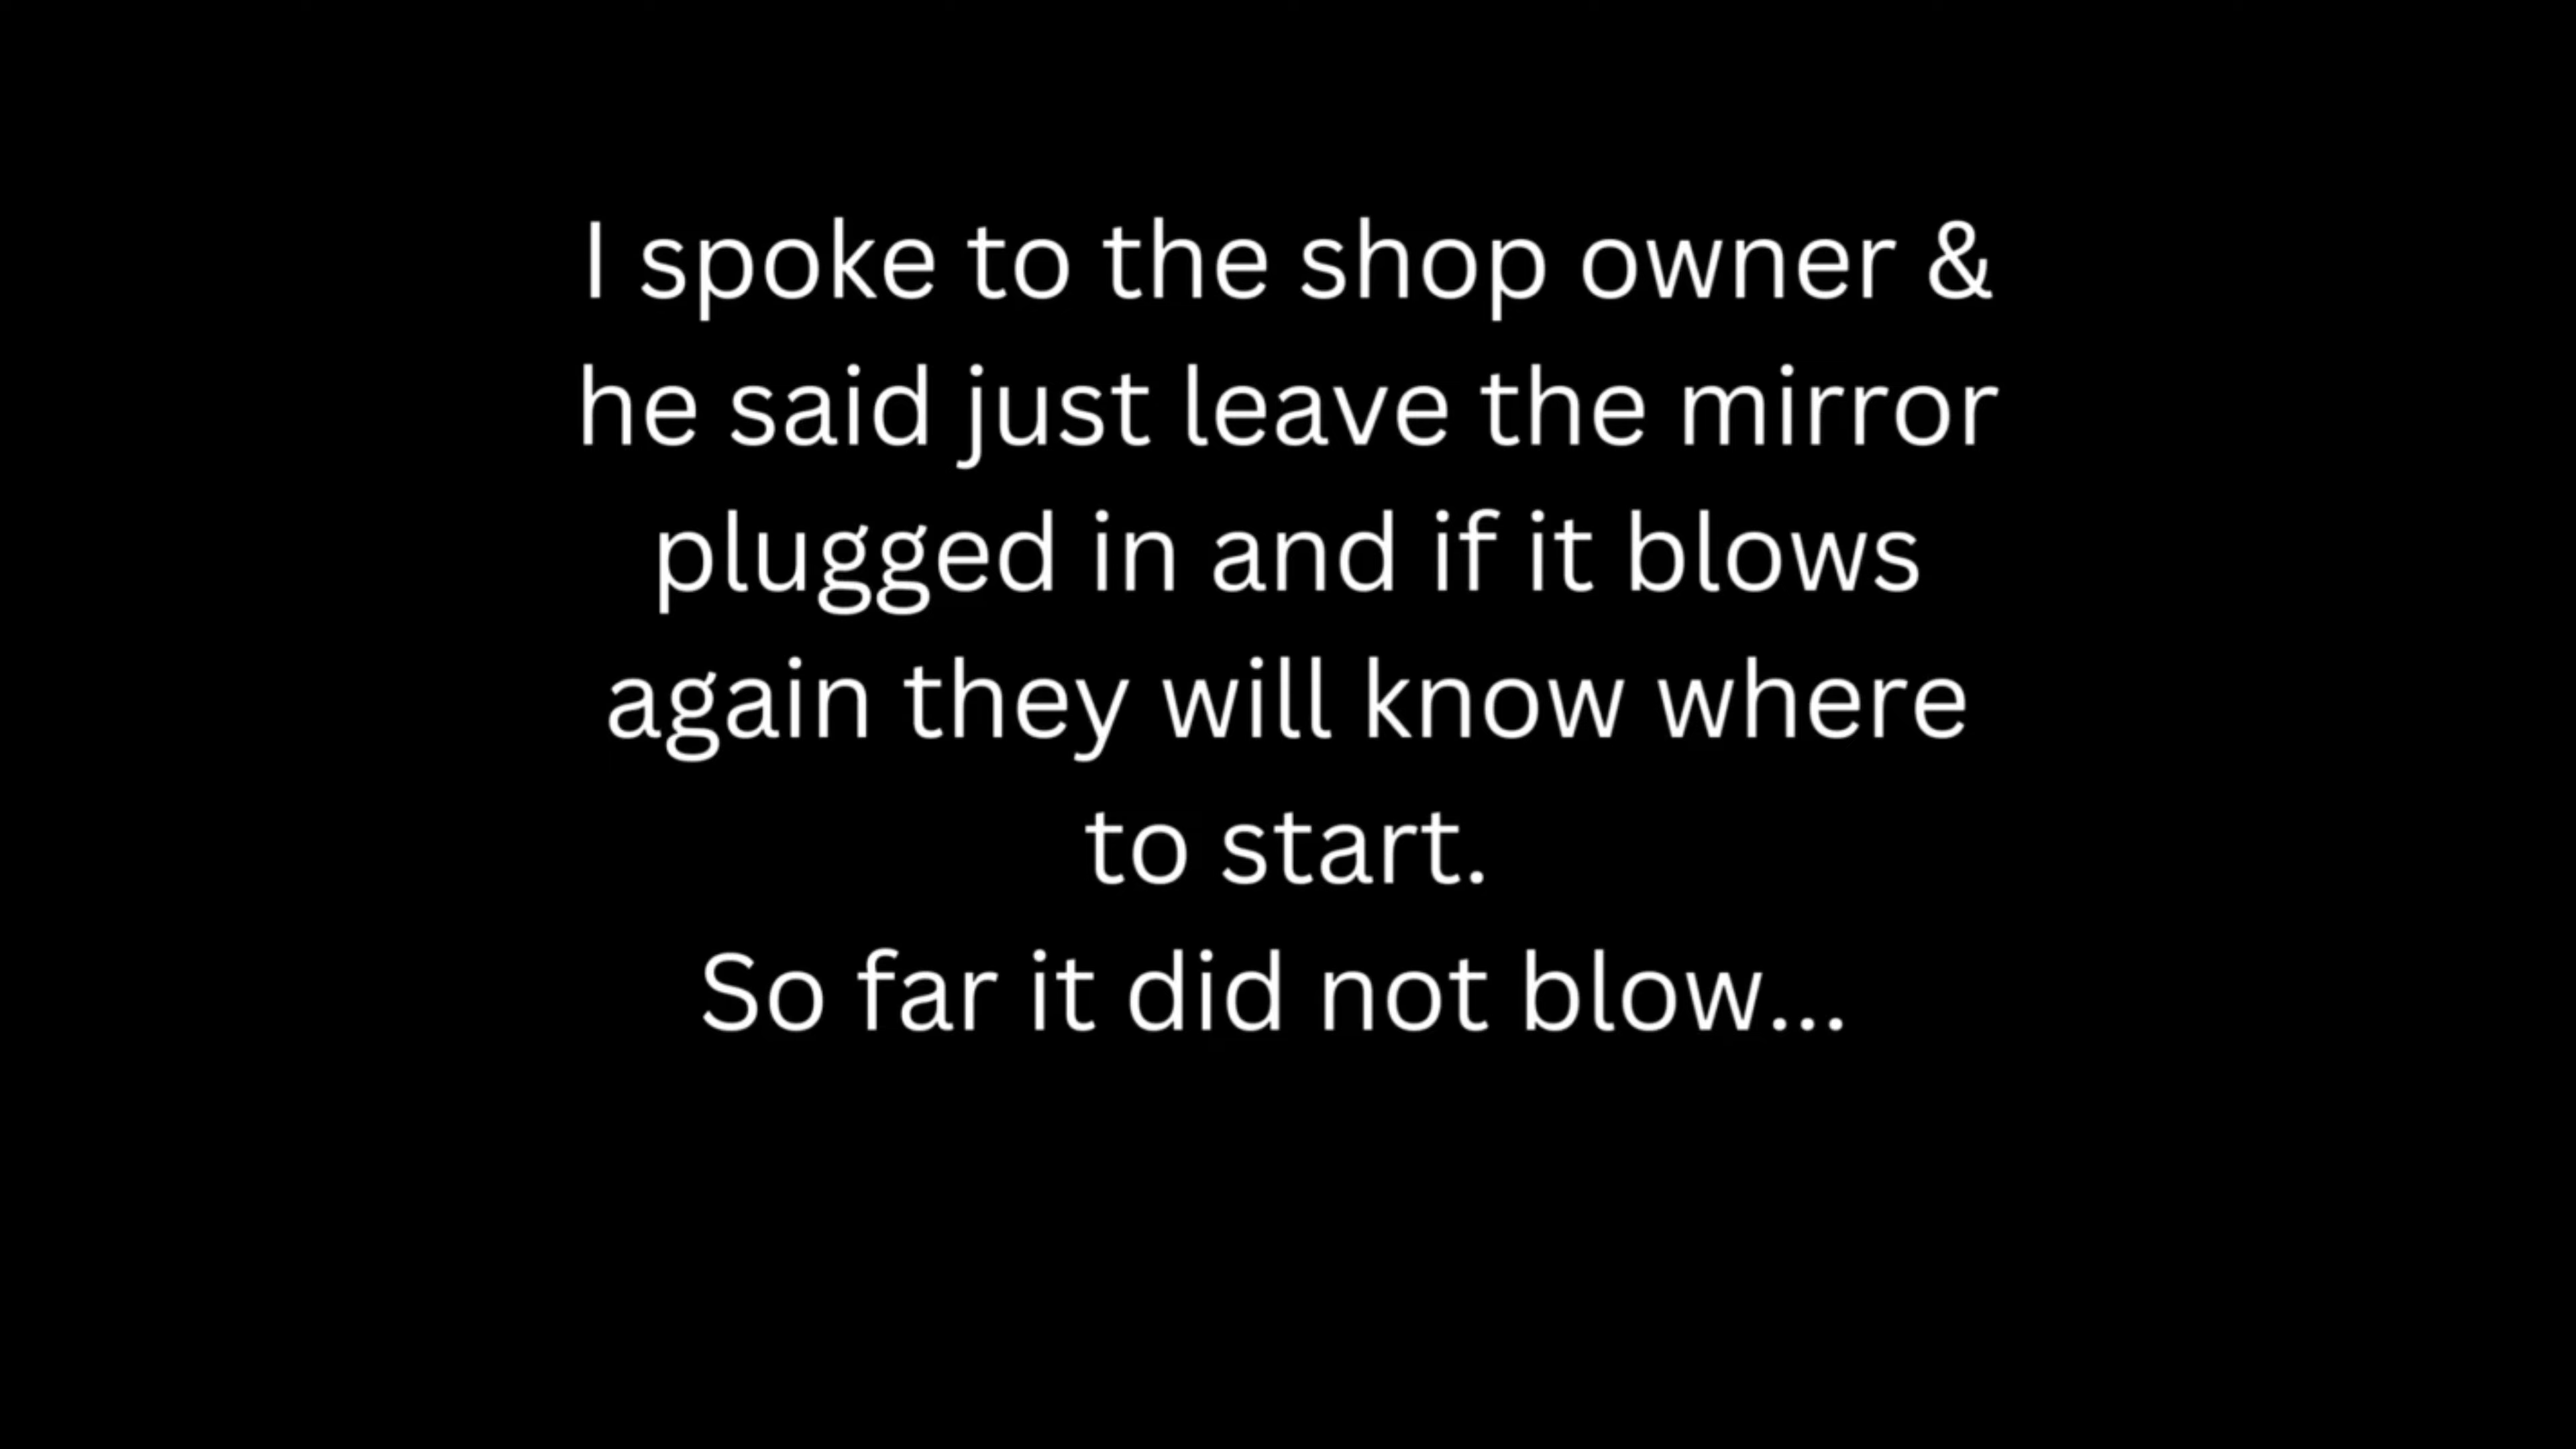 I spoke to the shop owner &
he said just leave the mirror
plugged in and if it blows
again they will know where
to start.
So far it did not blow...